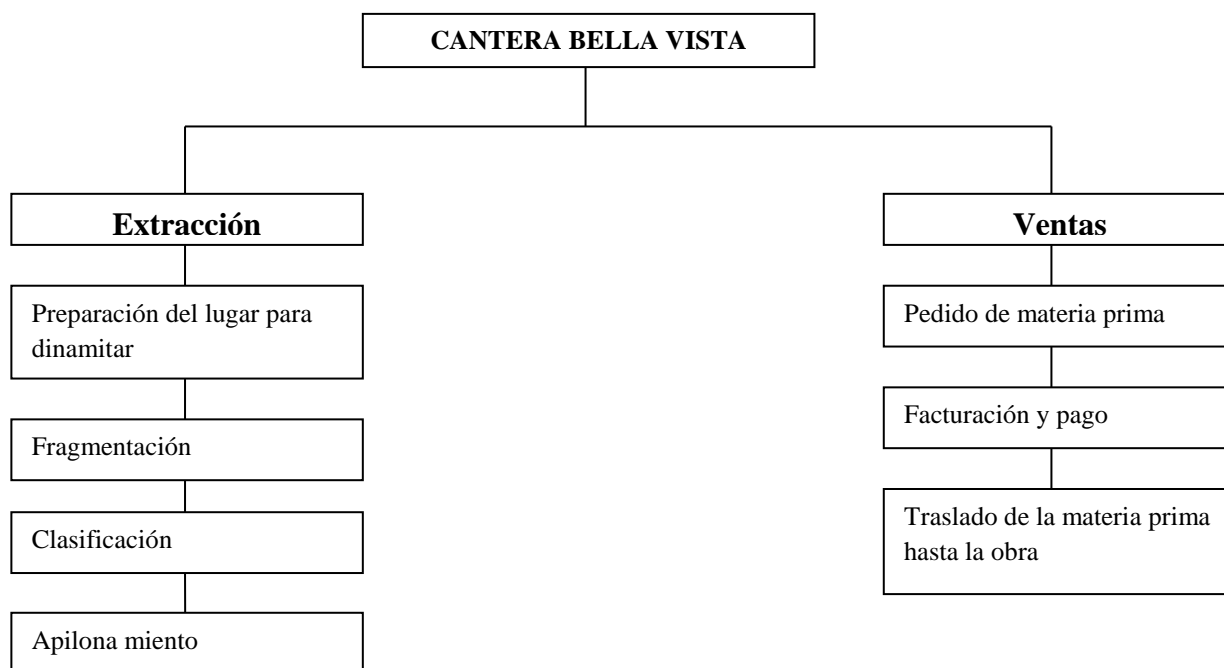 CANTERA BELLA VISTA
Extracción
Preparación del lugar para
dinamitar
Fragmentación
Clasificación
Apilona miento
Ventas
Pedido de materia prima
Facturación y pago
Traslado de la materia prima
hasta la obra